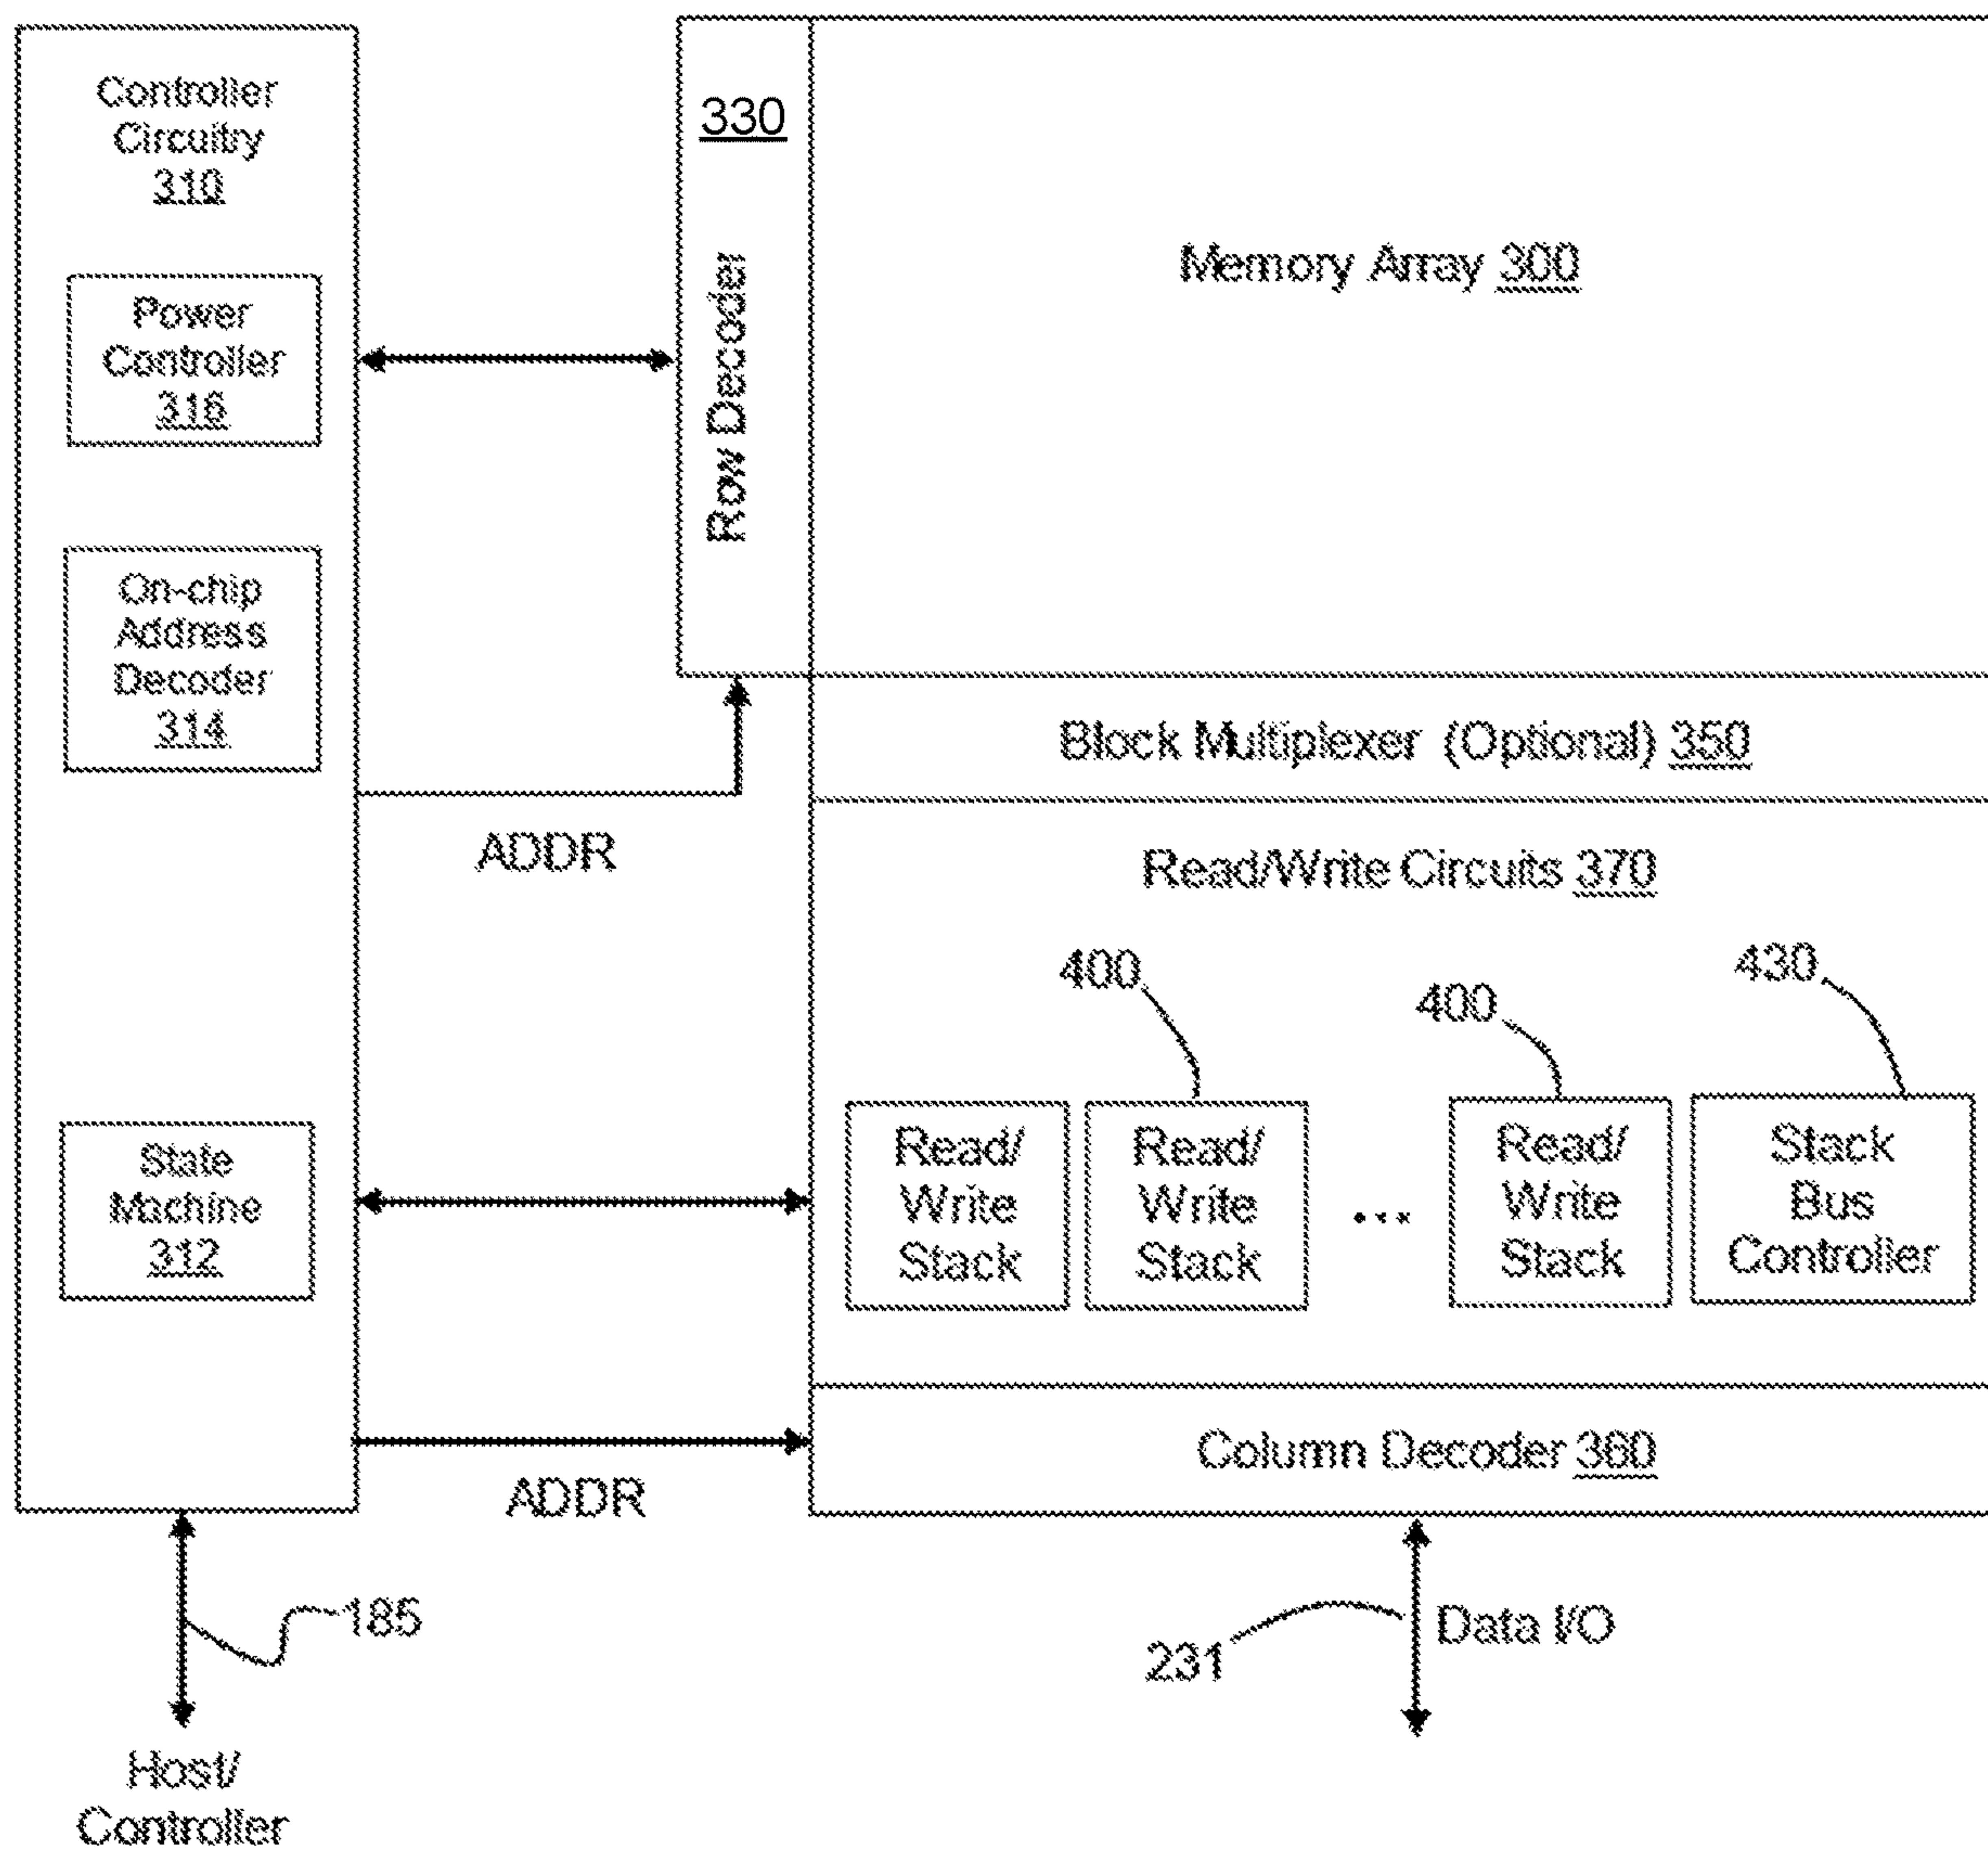 Controller
Circuitry
310
Power
Controller
316
On-chip
Address
Decoder
314
State
Machine
312
330
Row Decoder
Memory Array 300
Block Multiplexer (Optional) 350
ADDR
Read/Write Circuits 370
400
400
430
Read/
Write
Stack
Read/
Write
Stack
...
Read/
Write
Stack
Stack
Bus
Controller
Column Decoder 360
ADDR
185
Host/
Controller
231
Data I/O